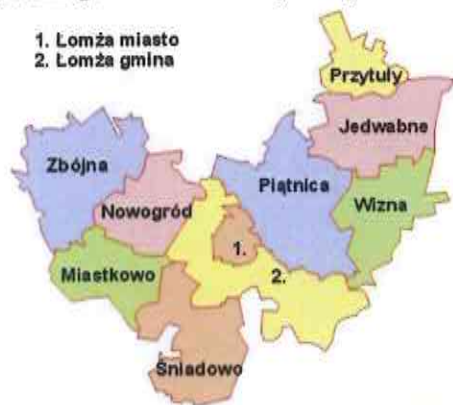 1. Łomża miasto
2. Łomża gmina
Przytuły
Jedwabne
Zbójna
Piątnica
Wizna
Nowogród
1.
Miastkowo
2.
Śniadowo